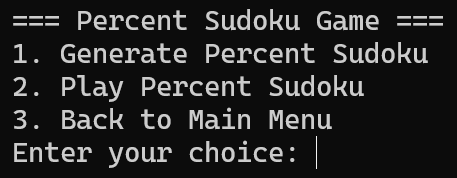 === Percent Sudoku Game ===
1. Generate Percent Sudoku
2. Play Percent Sudoku
3. Back to Main Menu
Enter your choice: